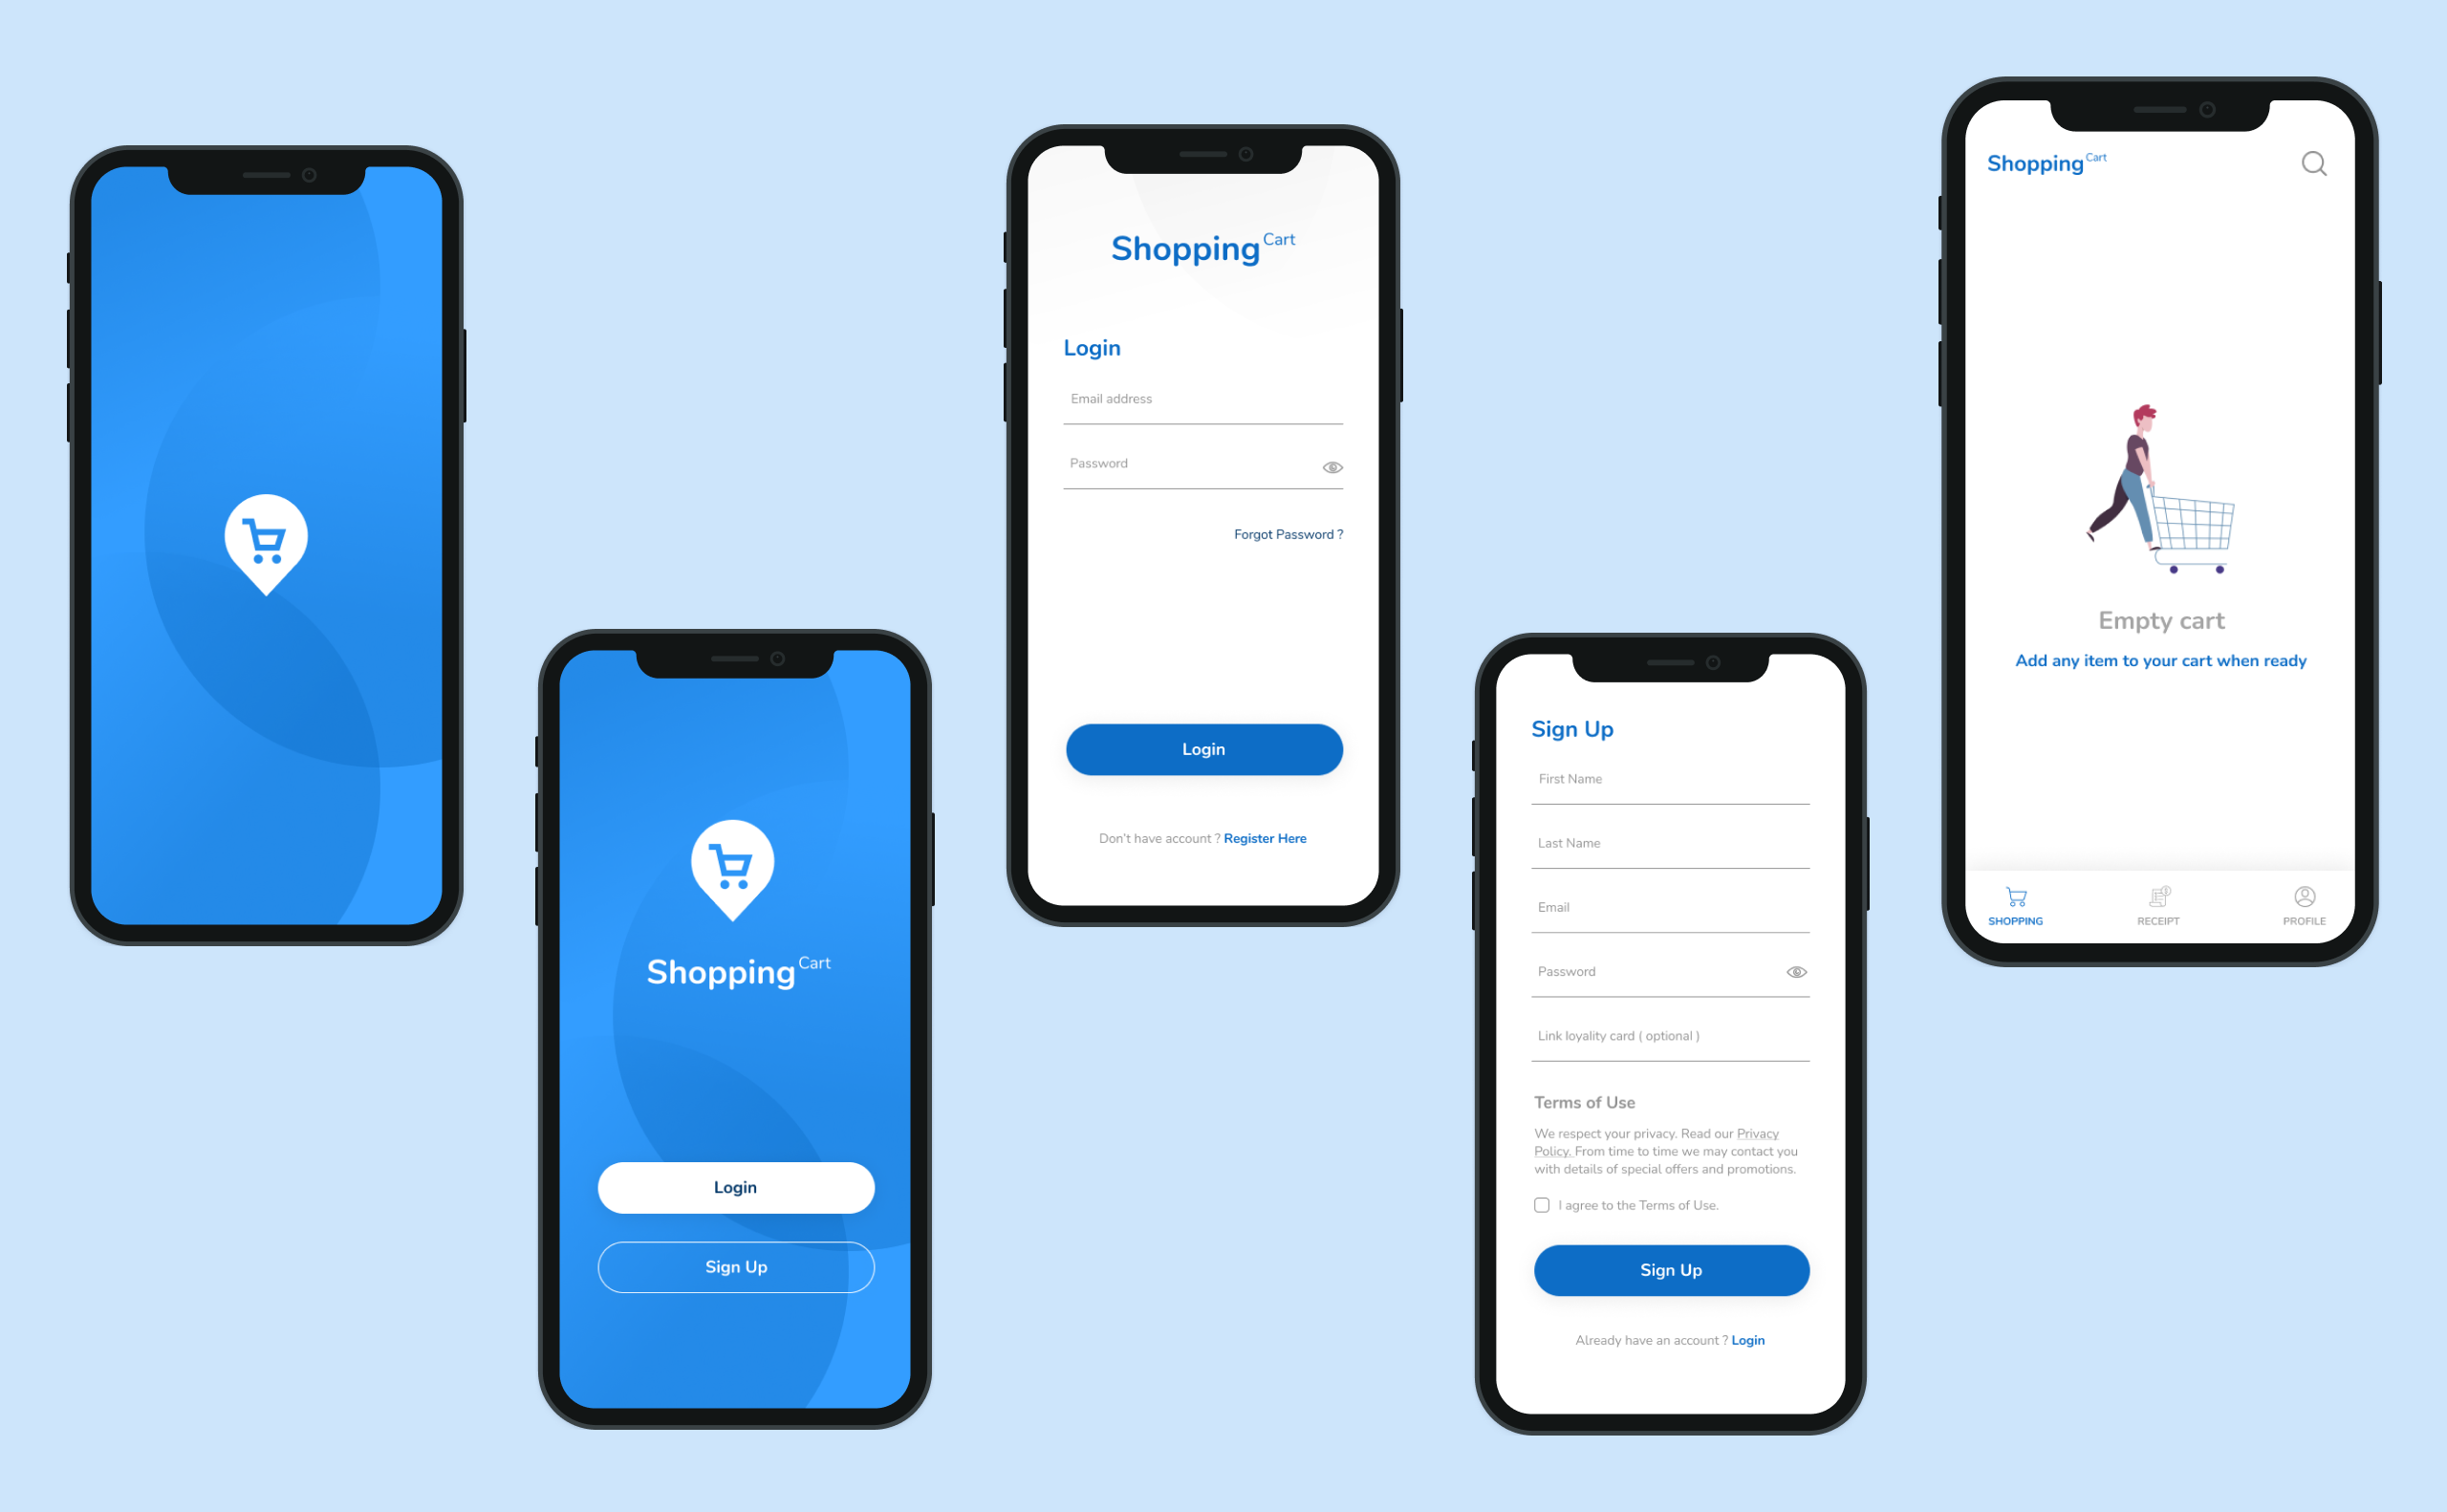 Shopping Cart
Login
Sign Up
Shopping Cart
Login
Email address
Password
Forgot Password ?
Login
Don't have account ? Register Here
Sign Up
First Name
Last Name
Email
Password
Link loyality card ( optional )
Terms of Use
We respect your privacy. Read our Privacy
Policy. From time to time we may contact you
with details of special offers and promotions.
I agree to the Terms of Use.
Sign Up
Already have an account ? Login
Shopping Cart
Empty cart
Add any item to your cart when ready
SHOPPING
RECEIPT
PROFILE